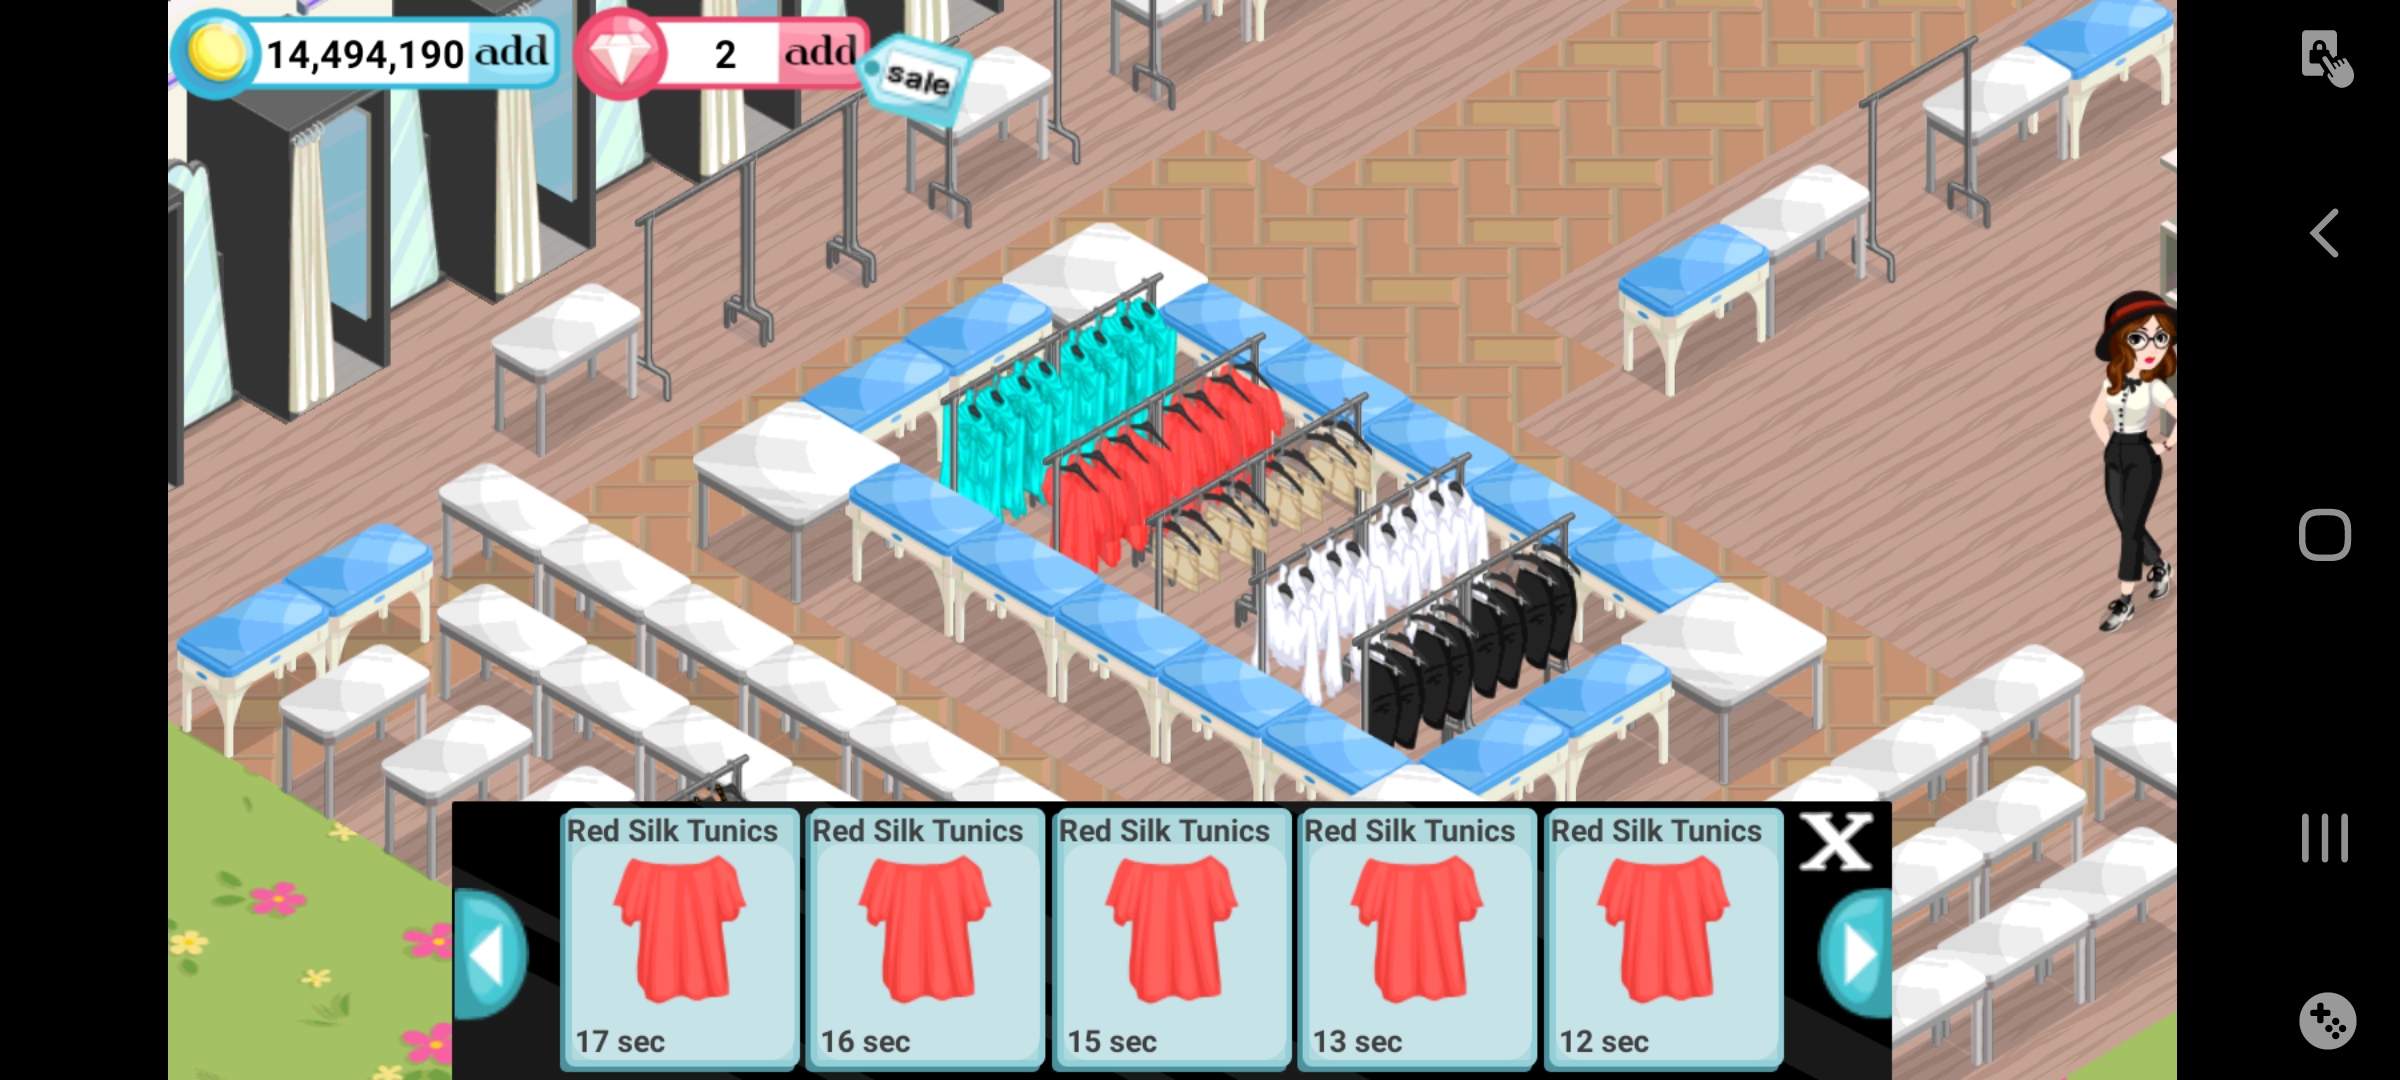 14,494,190 add
2 add
sale
Red Silk Tunics
17 sec
Red Silk Tunics
16 sec
Red Silk Tunics
15 sec
Red Silk Tunics
13 sec
Red Silk Tunics
12 sec
X